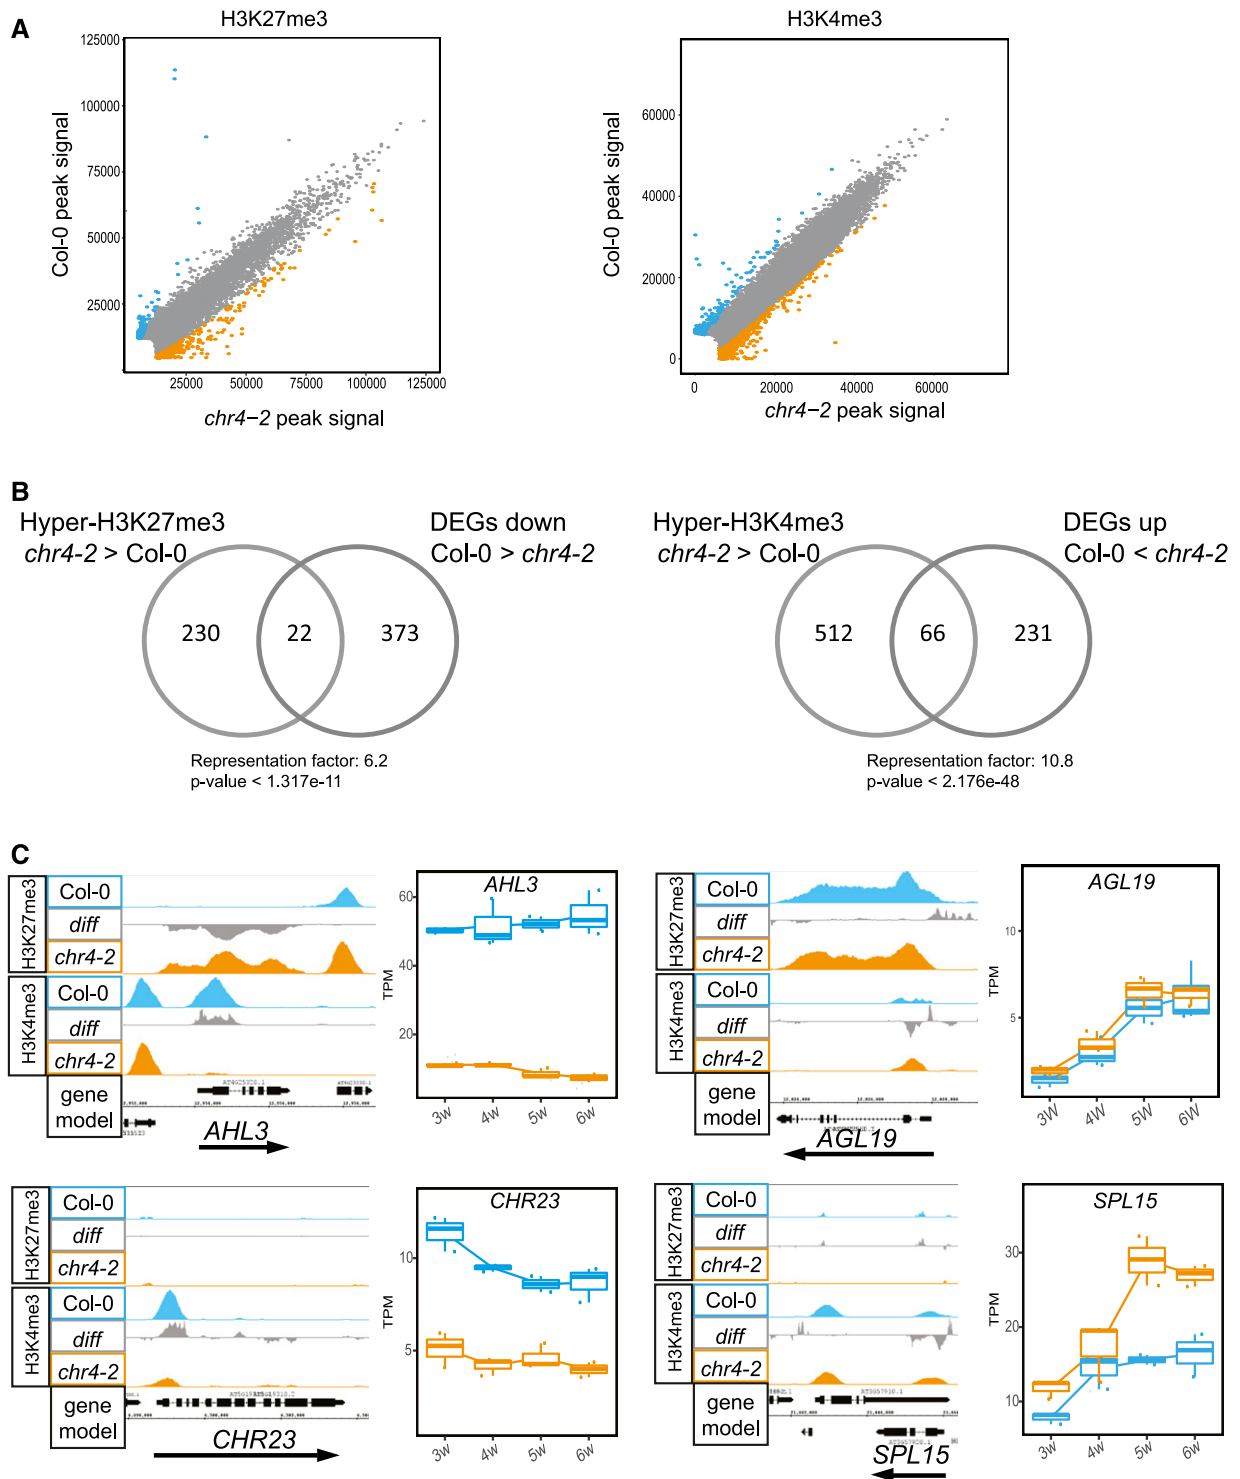 A
H3K27me3
125000
100000
75000
50000
25000
Col-0 peak signal
25000 50000 75000 100000 125000
chr4−2 peak signal
H3K4me3
60000
40000
20000
0
Col-0 peak signal
0 20000 40000 60000
chr4−2 peak signal
B
Hyper-H3K27me3
chr4-2 > Col-0
DEGs down
Col-0 > chr4-2
230 22 373
Representation factor: 6.2
p-value < 1.317e-11
Hyper-H3K4me3
chr4-2 > Col-0
DEGs up
Col-0 < chr4-2
512 66 231
Representation factor: 10.8
p-value < 2.176e-48
C
H3K27me3
Col-0
diff
chr4-2
H3K4me3
Col-0
diff
chr4-2
gene
model
AHL3
AHL3
TPM
60
40
20
3W 4W 5W 6W
H3K27me3
Col-0
diff
chr4-2
H3K4me3
Col-0
diff
chr4-2
gene
model
AGL19
AGL19
TPM
10
5
3W 4W 5W 6W
H3K27me3
Col-0
diff
chr4-2
H3K4me3
Col-0
diff
chr4-2
gene
model
CHR23
CHR23
TPM
10
5
3W 4W 5W 6W
H3K27me3
Col-0
diff
chr4-2
H3K4me3
Col-0
diff
chr4-2
gene
model
AT3G57910.1
AT3G57920.1
SPL15
SPL15
TPM
30
20
10
3W 4W 5W 6W